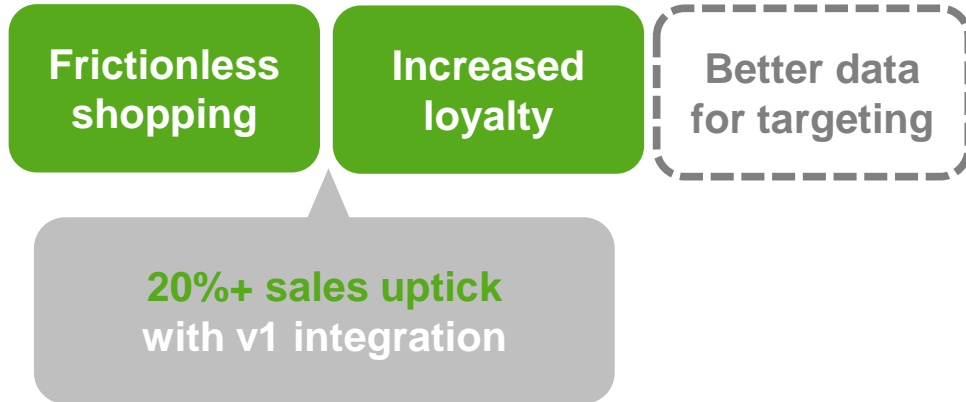 Frictionless
shopping
Increased
loyalty
Better data
for targeting
20%+ sales uptick
with v1 integration